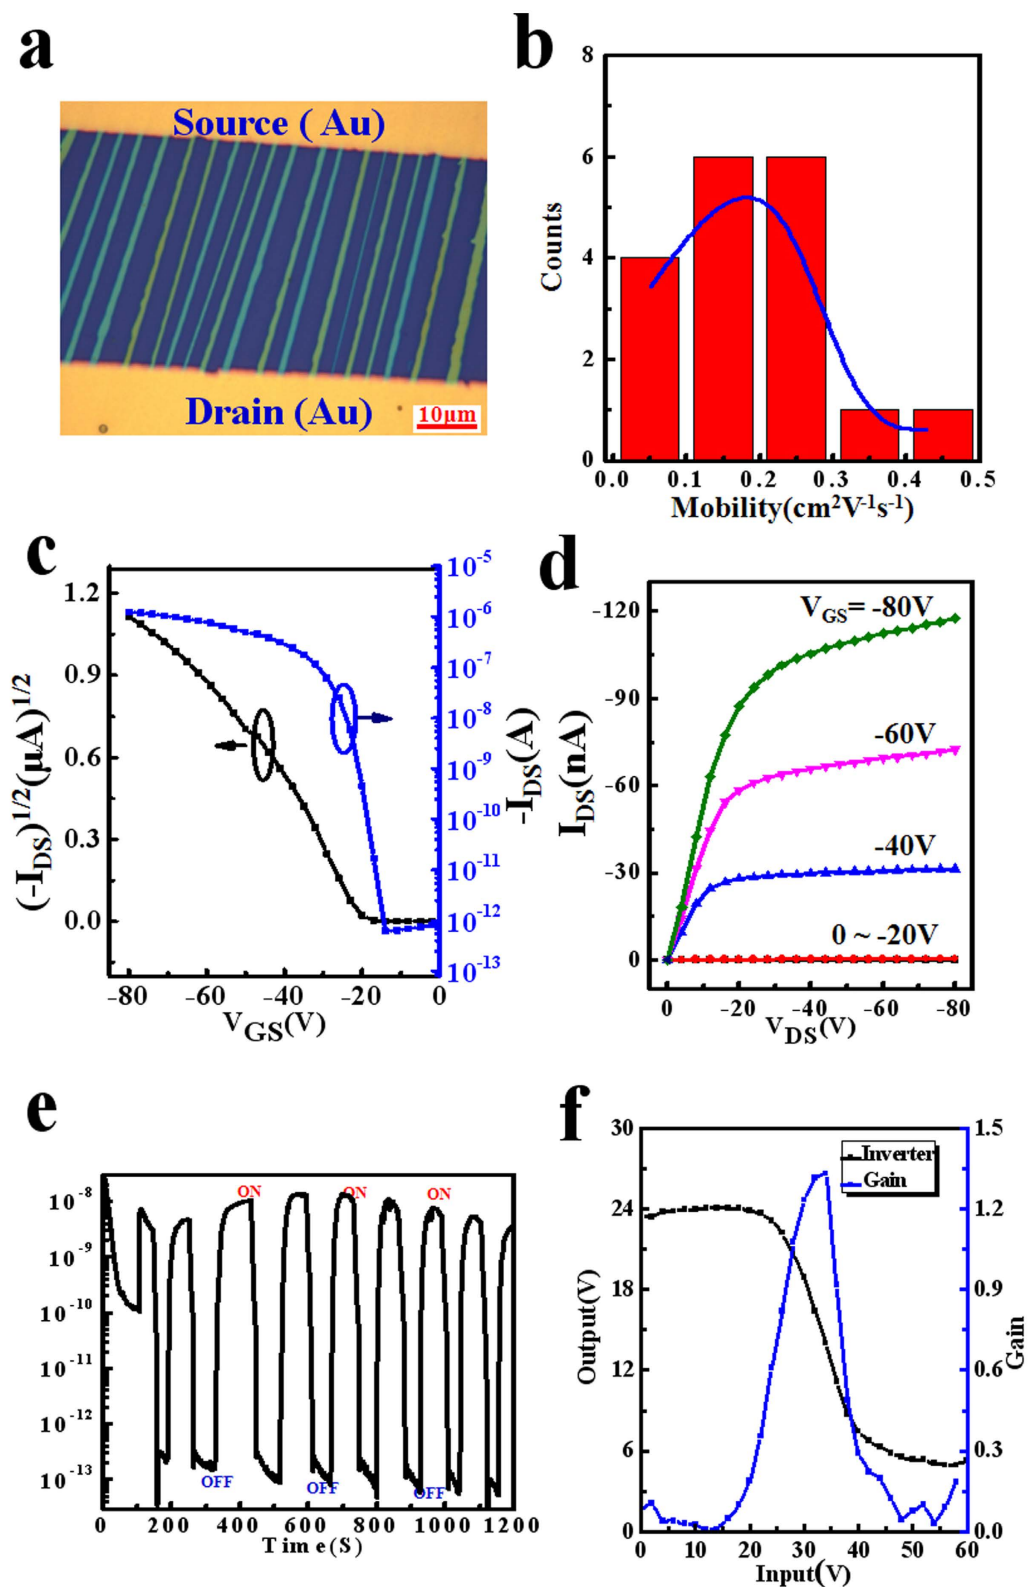 a
Source ( Au)
Drain (Au)
10μm
b
8
6
4
2
0
Counts
0.0 0.1 0.2 0.3 0.4 0.5
Mobility(cm²V⁻¹s⁻¹)
c
1.2
0.9
0.6
0.3
0.0
(-I_DS)^1/2(μA)^1/2
10⁻⁵
10⁻⁶
10⁻⁷
10⁻⁸
10⁻⁹
10⁻¹⁰
10⁻¹¹
10⁻¹²
10⁻¹³
-I_DS(A)
-80 -60 -40 -20 0
V_GS(V)
d
-120
-90
-60
-30
0
I_DS(nA)
V_GS= -80V
-60V
-40V
0 ~ -20V
0 -20 -40 -60 -80
V_DS(V)
e
10⁻⁸
10⁻⁹
10⁻¹⁰
10⁻¹¹
10⁻¹²
10⁻¹³
ON ON ON
OFF OFF OFF
0 200 400 600 800 1000 1200
Time(S)
f
30
24
18
12
6
0
Output(V)
Inverter
Gain
1.5
1.2
0.9
0.6
0.3
0.0
Gain
0 10 20 30 40 50 60
Input(V)